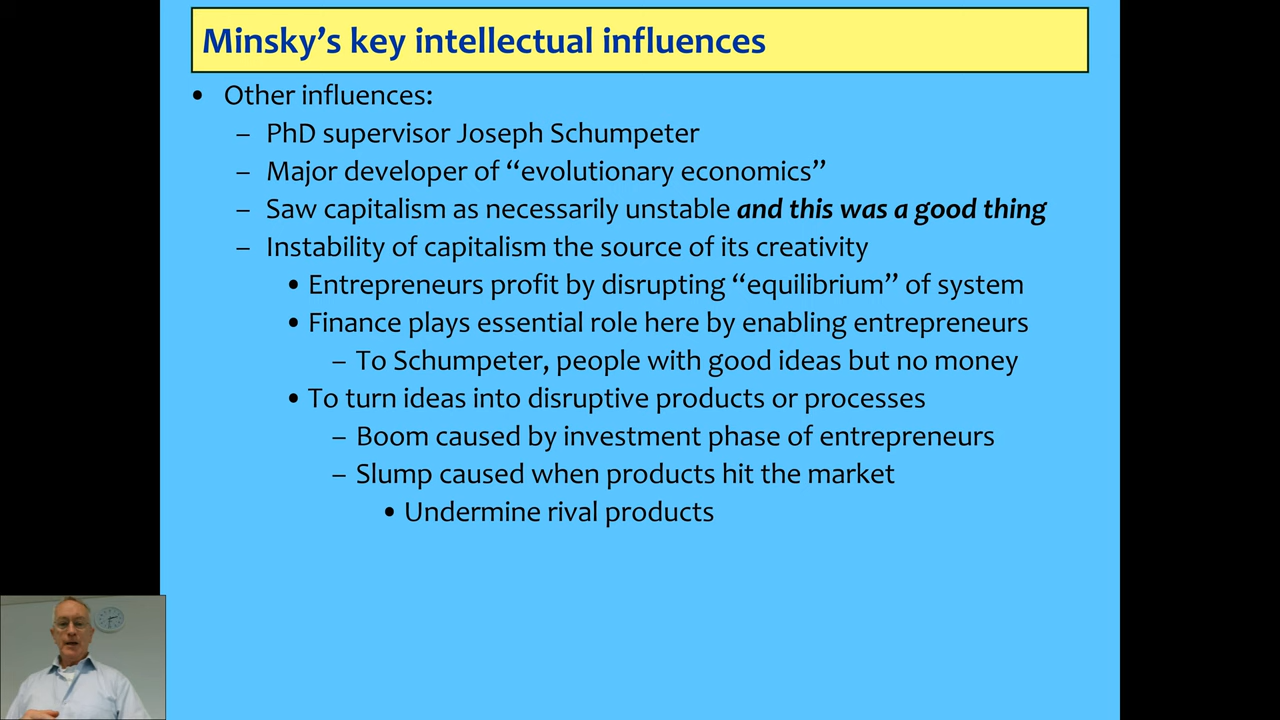 Minsky’s key intellectual influences
• Other influences:
– PhD supervisor Joseph Schumpeter
– Major developer of “evolutionary economics”
– Saw capitalism as necessarily unstable and this was a good thing
– Instability of capitalism the source of its creativity
• Entrepreneurs profit by disrupting “equilibrium” of system
• Finance plays essential role here by enabling entrepreneurs
– To Schumpeter, people with good ideas but no money
• To turn ideas into disruptive products or processes
– Boom caused by investment phase of entrepreneurs
– Slump caused when products hit the market
• Undermine rival products